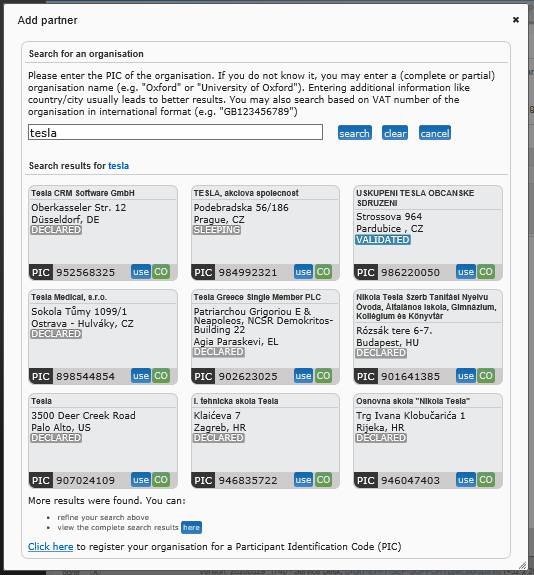 Add partner
Search for an organisation
Please enter the PIC of the organisation. If you do not know it, you may enter a (complete or partial)
organisation name (e.g. "Oxford" or "University of Oxford"). Entering additional information like
country/city usually leads to better results. You may also search based on VAT number of the
organisation in international format (e.g. "GB123456789")
tesla search clear cancel
Search results for tesla
Tesla CRM Software GmbH
Oberkasseler Str. 12
Düsseldorf, DE
DECLARED
PIC 952568325 use CO
TESLA, akciova spolecnost
Podebradska 56/186
Prague, CZ
SLEEPING
PIC 984992321 use CO
USKUPENI TESLA OBCANSKE
SDRUZENI
Strossova 964
Pardubice , CZ
VALIDATED
PIC 986220050 use CO
Tesla Medical, s.r.o.
Sokola Tůmy 1099/1
Ostrava - Hulváky, CZ
DECLARED
PIC 898544854 use CO
Tesla Greece Single Member PLC
Patriarchou Grigoriou E &
Neapoleos, NCSR Demokritos-
Building 22
Agia Paraskevi, EL
DECLARED
PIC 902623025 use CO
Nikola Tesla Szerb Tanítási Nyelvu
Óvoda, Általános Iskola, Gimnázium,
Kollégium és Könyvtár
Rózsák tere 6-7.
Budapest, HU
DECLARED
PIC 901641385 use CO
Tesla
3500 Deer Creek Road
Palo Alto, US
DECLARED
PIC 907024109 use CO
I. tehnicka skola Tesla
Klaićeva 7
Zagreb, HR
DECLARED
PIC 946835722 use CO
Osnovna skola "Nikola Tesla"
Trg Ivana Klobučarića 1
Rijeka, HR
DECLARED
PIC 946047403 use CO
More results were found. You can:
refine your search above
view the complete search results here
Click here to register your organisation for a Participant Identification Code (PIC)